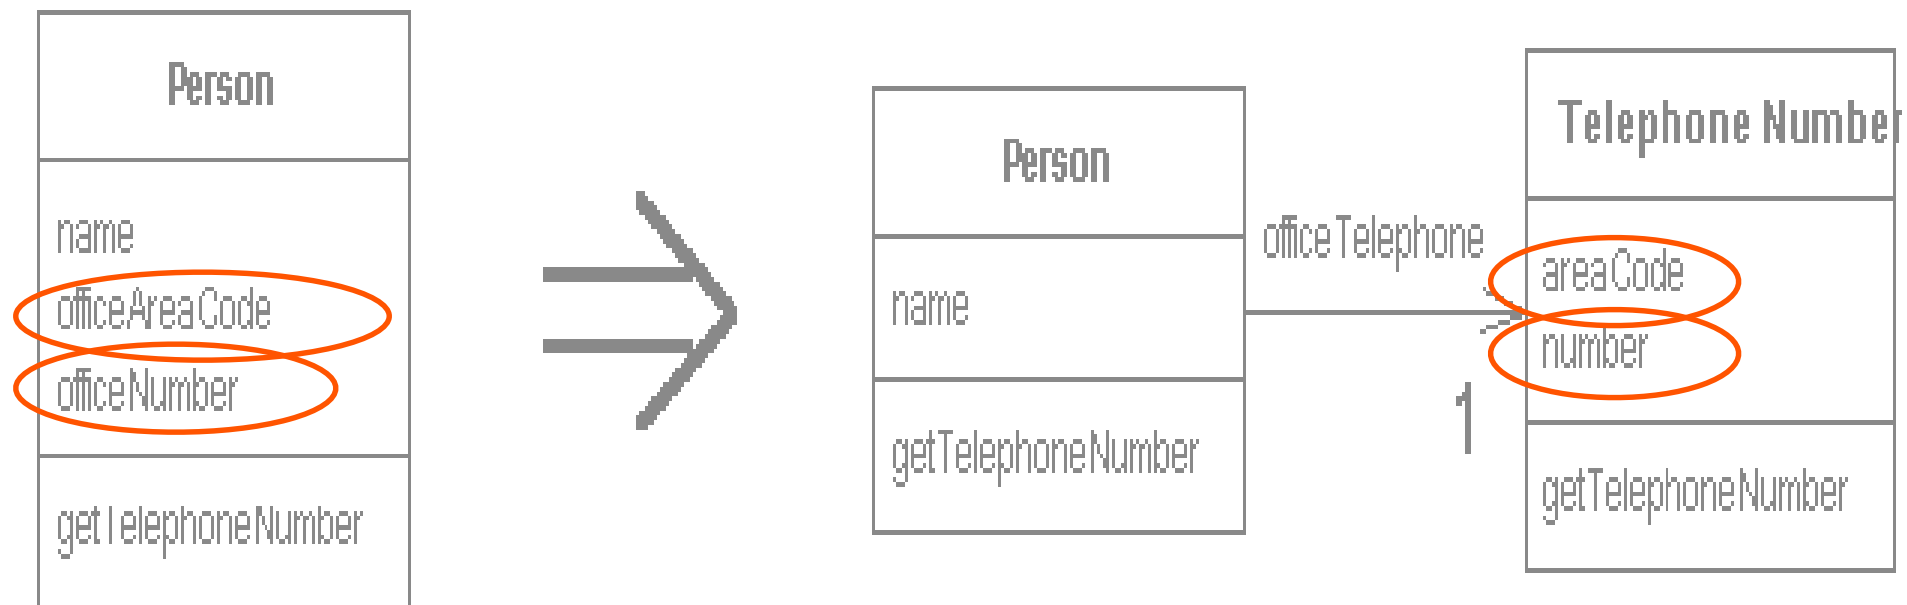 Person
name
officeAreaCode
officeNumber
getTelephoneNumber
Person
name
getTelephoneNumber
officeTelephone
1
Telephone Number
areaCode
number
getTelephoneNumber